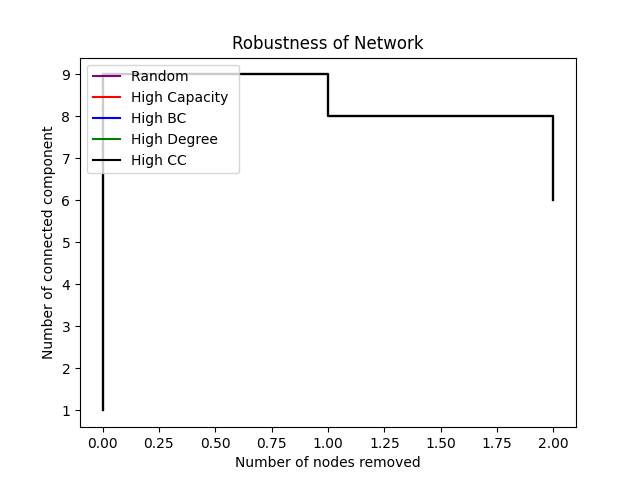 Robustness of Network
Number of connected component
9
8
7
6
5
4
3
2
1
Random
High Capacity
High BC
High Degree
High CC
0.00 0.25 0.50 0.75 1.00 1.25 1.50 1.75 2.00
Number of nodes removed